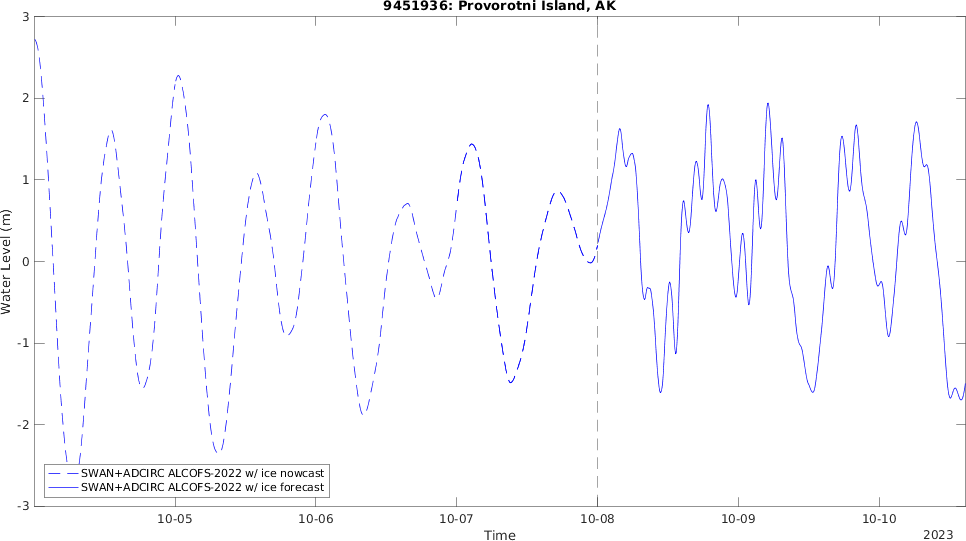 9451936: Provorotni Island, AK
3
2
1
0
-1
-2
-3
Water Level (m)
SWAN+ADCIRC ALCOFS-2022 w/ ice nowcast
SWAN+ADCIRC ALCOFS-2022 w/ ice forecast
10-05
10-06
10-07
10-08
10-09
10-10
Time
2023